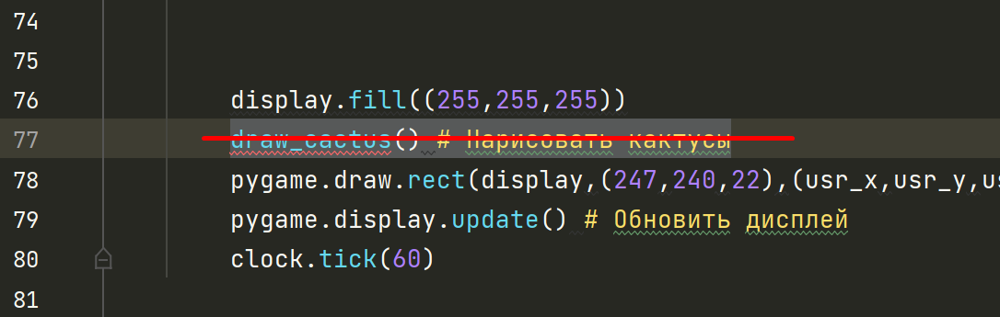 74
75
76 display.fill((255,255,255))
77 draw_cactus() # Нарисовать кактусы
78 pygame.draw.rect(display,(247,240,22),(usr_x,usr_y,us
79 pygame.display.update() # Обновить дисплей
80 clock.tick(60)
81